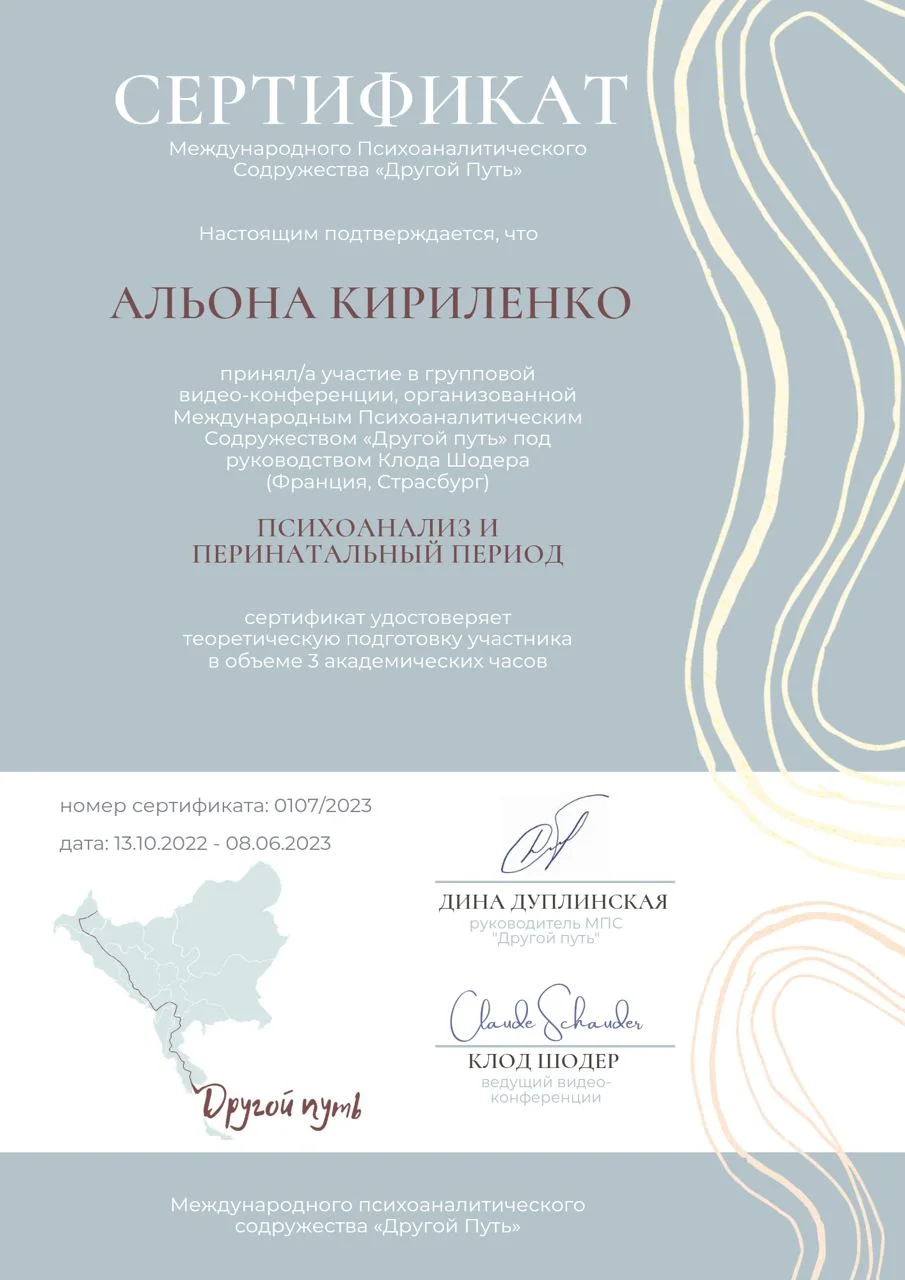 СЕРТИФИКАТ
Международного Психоаналитического
Содружества «Другой Путь»
Настоящим подтверждается, что
АЛЬОНА КИРИЛЕНКО
принял/а участие в групповой
видео-конференции, организованной
Международным Психоаналитическим
Содружеством «Другой путь» под
руководством Клода Шодера
(Франция, Страсбург)
ПСИХОАНАЛИЗ И
ПЕРИНАТАЛЬНЫЙ ПЕРИОД
сертификат удостоверяет
теоретическую подготовку участника
в объеме 3 академических часов
номер сертификата: 0107/2023
дата: 13.10.2022 - 08.06.2023
ДИНА ДУПЛИНСКАЯ
руководитель МПС
"Другой путь"
Claude Schauder
КЛОД ШОДЕР
ведущий видео-
конференции
Другой путь
Международного психоаналитического
содружества «Другой Путь»